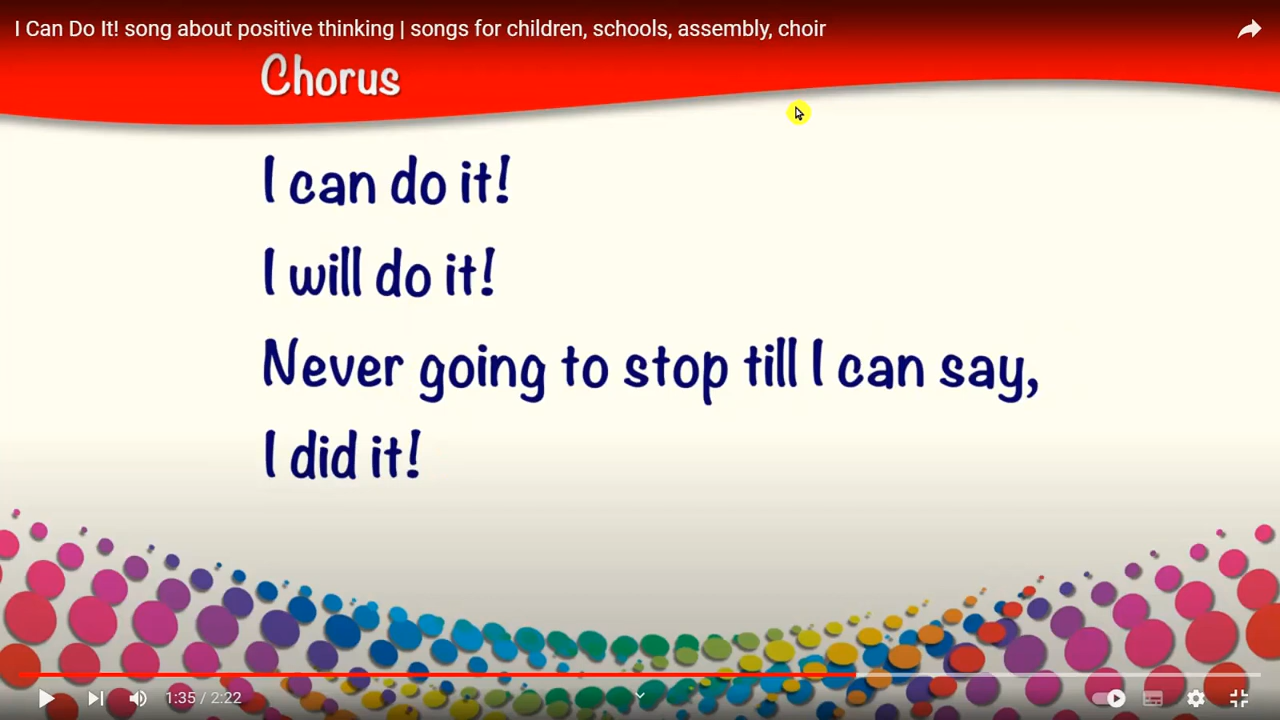 I Can Do It! song about positive thinking | songs for children, schools, assembly, choir
Chorus
I can do it!
I will do it!
Never going to stop till I can say,
I did it!
1:35 / 2:22